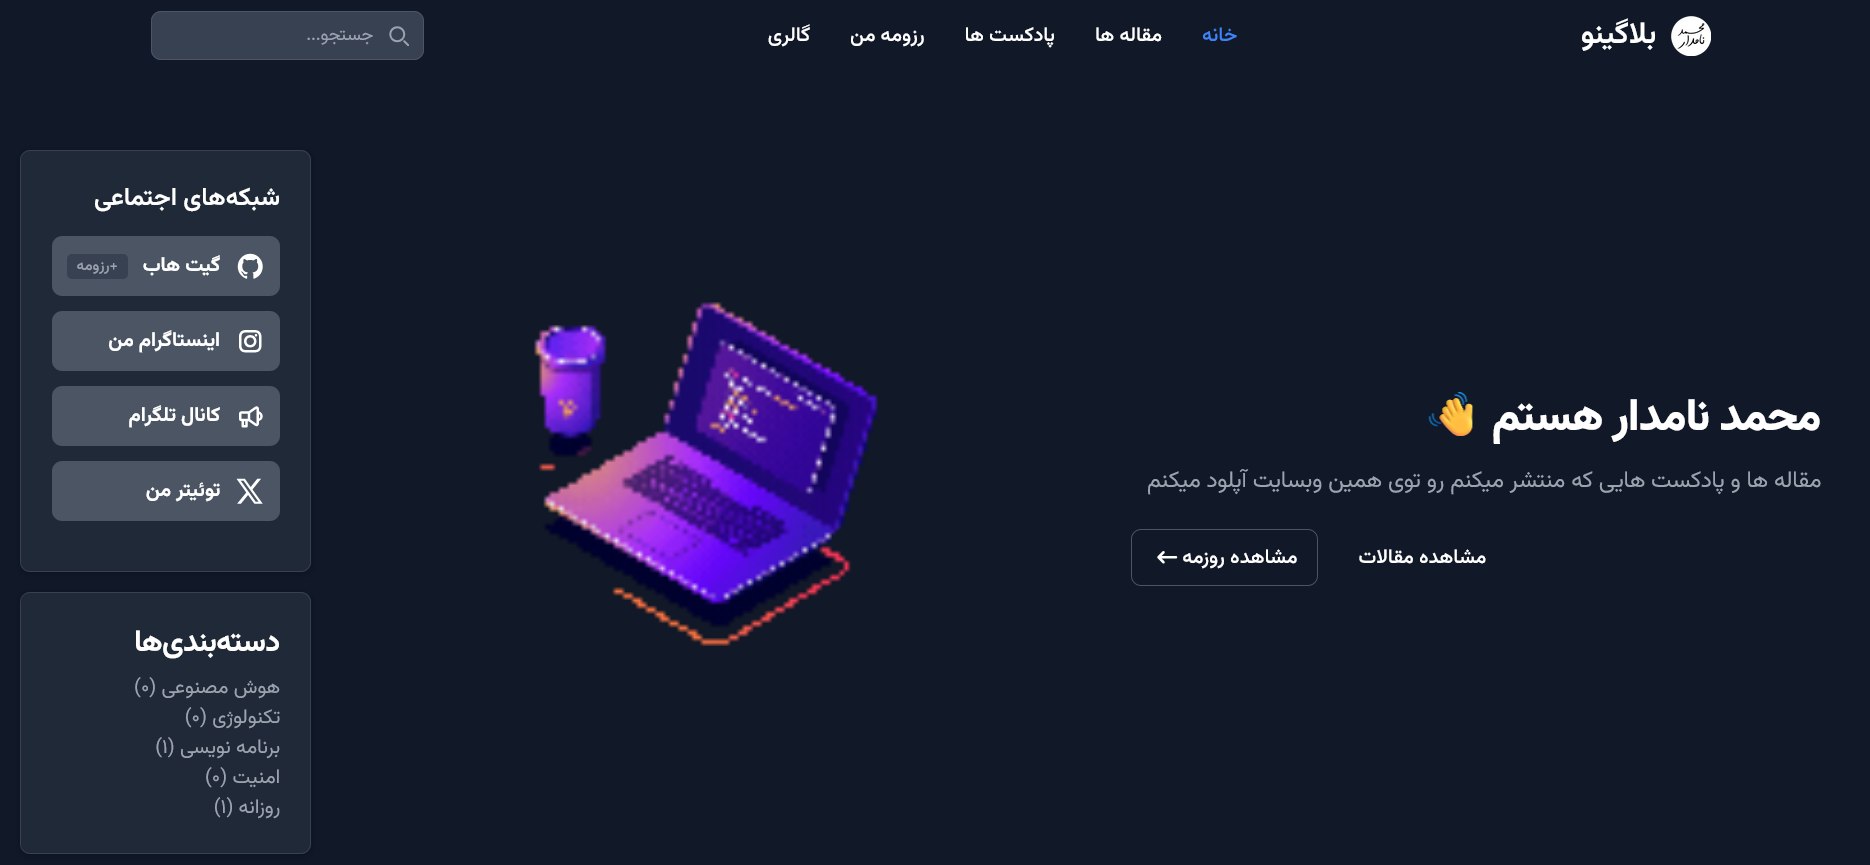 محمد نامدار
بلاگینو
خانه
مقاله ها
پادکست ها
رزومه من
گالری
جستجو...
محمد نامدار هستم 👋
مقاله ها و پادکست هایی که منتشر میکنم رو توی همین وبسایت آپلود میکنم
مشاهده مقالات
مشاهده روزمه ←
شبکه‌های اجتماعی
گیت هاب
+رزومه
اینستاگرام من
کانال تلگرام
توئیتر من
دسته‌بندی‌ها
هوش مصنوعی (۰)
تکنولوژی (۰)
برنامه نویسی (۱)
امنیت (۰)
روزانه (۱)